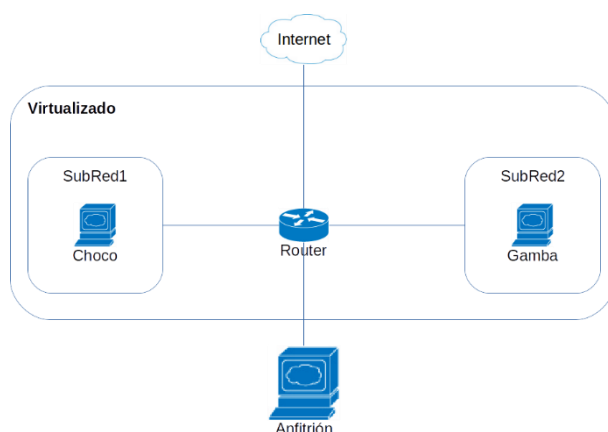 Internet
Virtualizado
SubRed1
SubRed2
Choco
Router
Gamba
Anfitrión